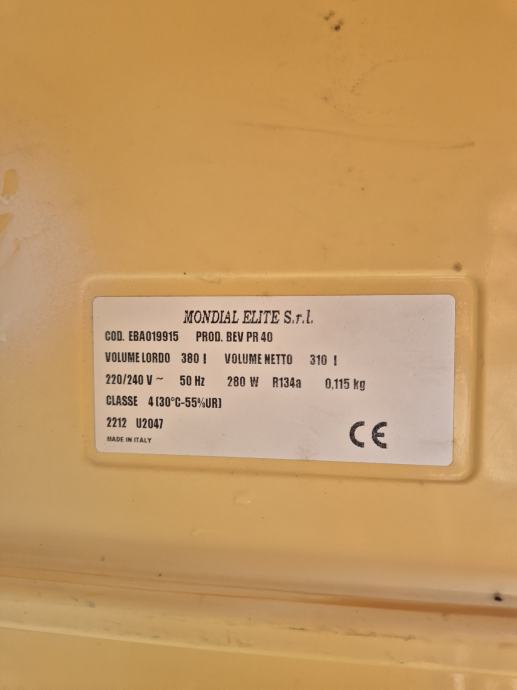 MONDIAL ELITE S.r.l.
COD. EBA019915 PROD. BEV PR 40
VOLUME LORDO 380 l VOLUME NETTO 310 l
220/240 V ~ 50 Hz 280 W R134a 0,115 kg
CLASSE 4 (30°C-55%UR)
2212 U2047
MADE IN ITALY
CE